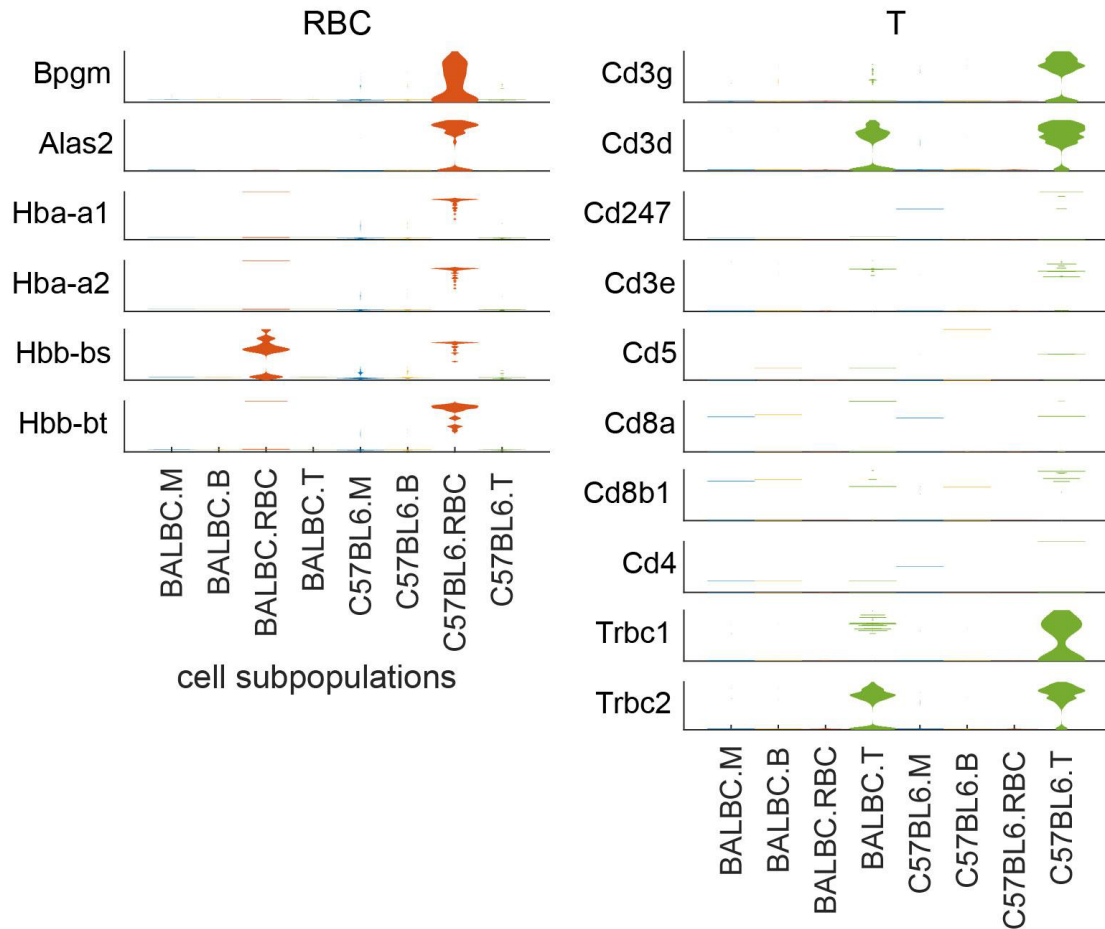 RBC
Bpgm
Alas2
Hba-a1
Hba-a2
Hbb-bs
Hbb-bt
BALBC.M
BALBC.B
BALBC.RBC
BALBC.T
C57BL6.M
C57BL6.B
C57BL6.RBC
C57BL6.T
cell subpopulations
T
Cd3g
Cd3d
Cd247
Cd3e
Cd5
Cd8a
Cd8b1
Cd4
Trbc1
Trbc2
BALBC.M
BALBC.B
BALBC.RBC
BALBC.T
C57BL6.M
C57BL6.B
C57BL6.RBC
C57BL6.T